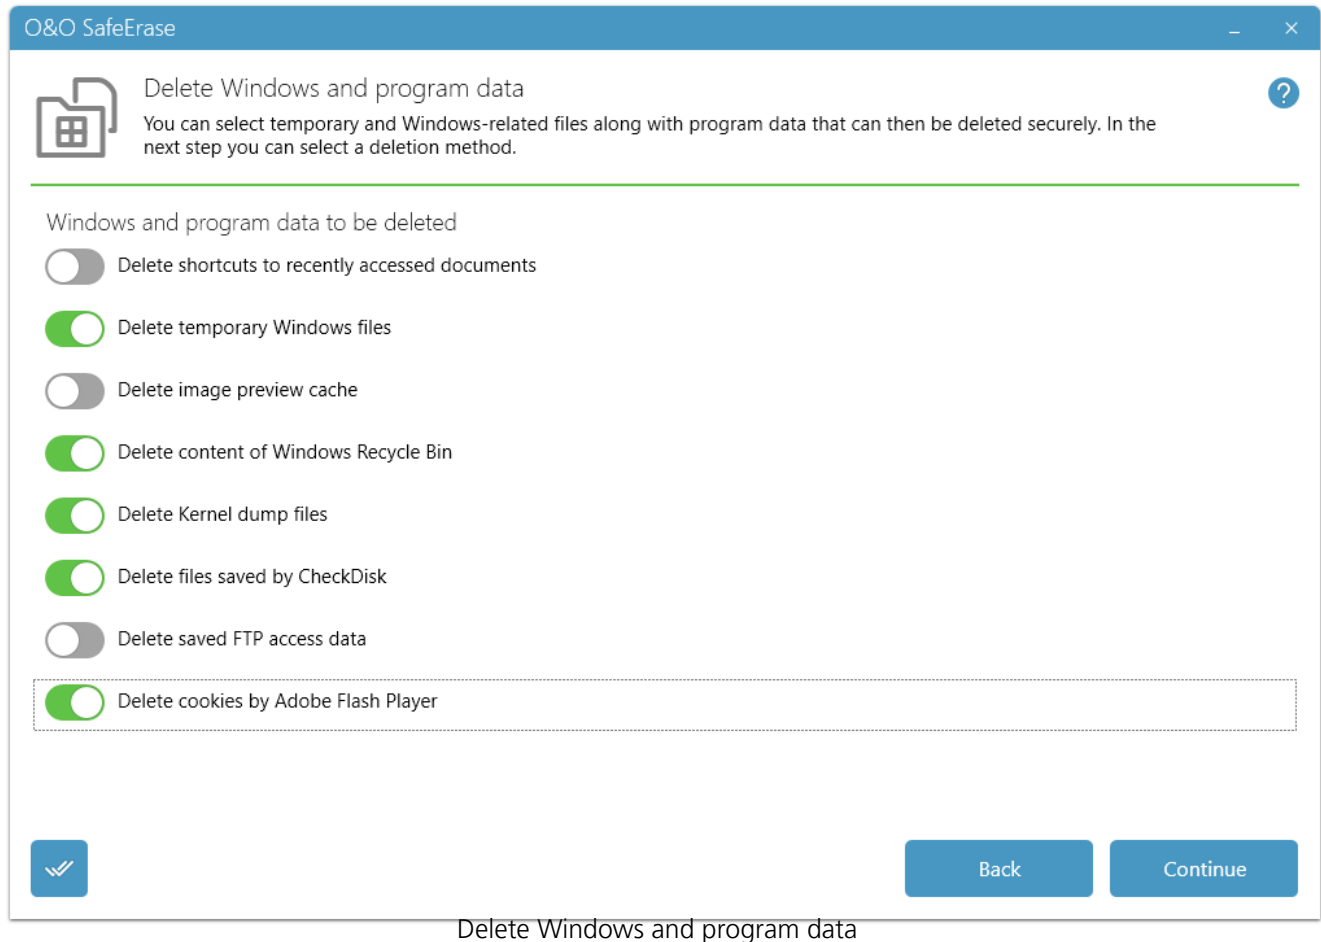 O&O SafeErase
Delete Windows and program data
You can select temporary and Windows-related files along with program data that can then be deleted securely. In the
next step you can select a deletion method.
Windows and program data to be deleted
Delete shortcuts to recently accessed documents
Delete temporary Windows files
Delete image preview cache
Delete content of Windows Recycle Bin
Delete Kernel dump files
Delete files saved by CheckDisk
Delete saved FTP access data
Delete cookies by Adobe Flash Player
Back
Continue
Delete Windows and program data